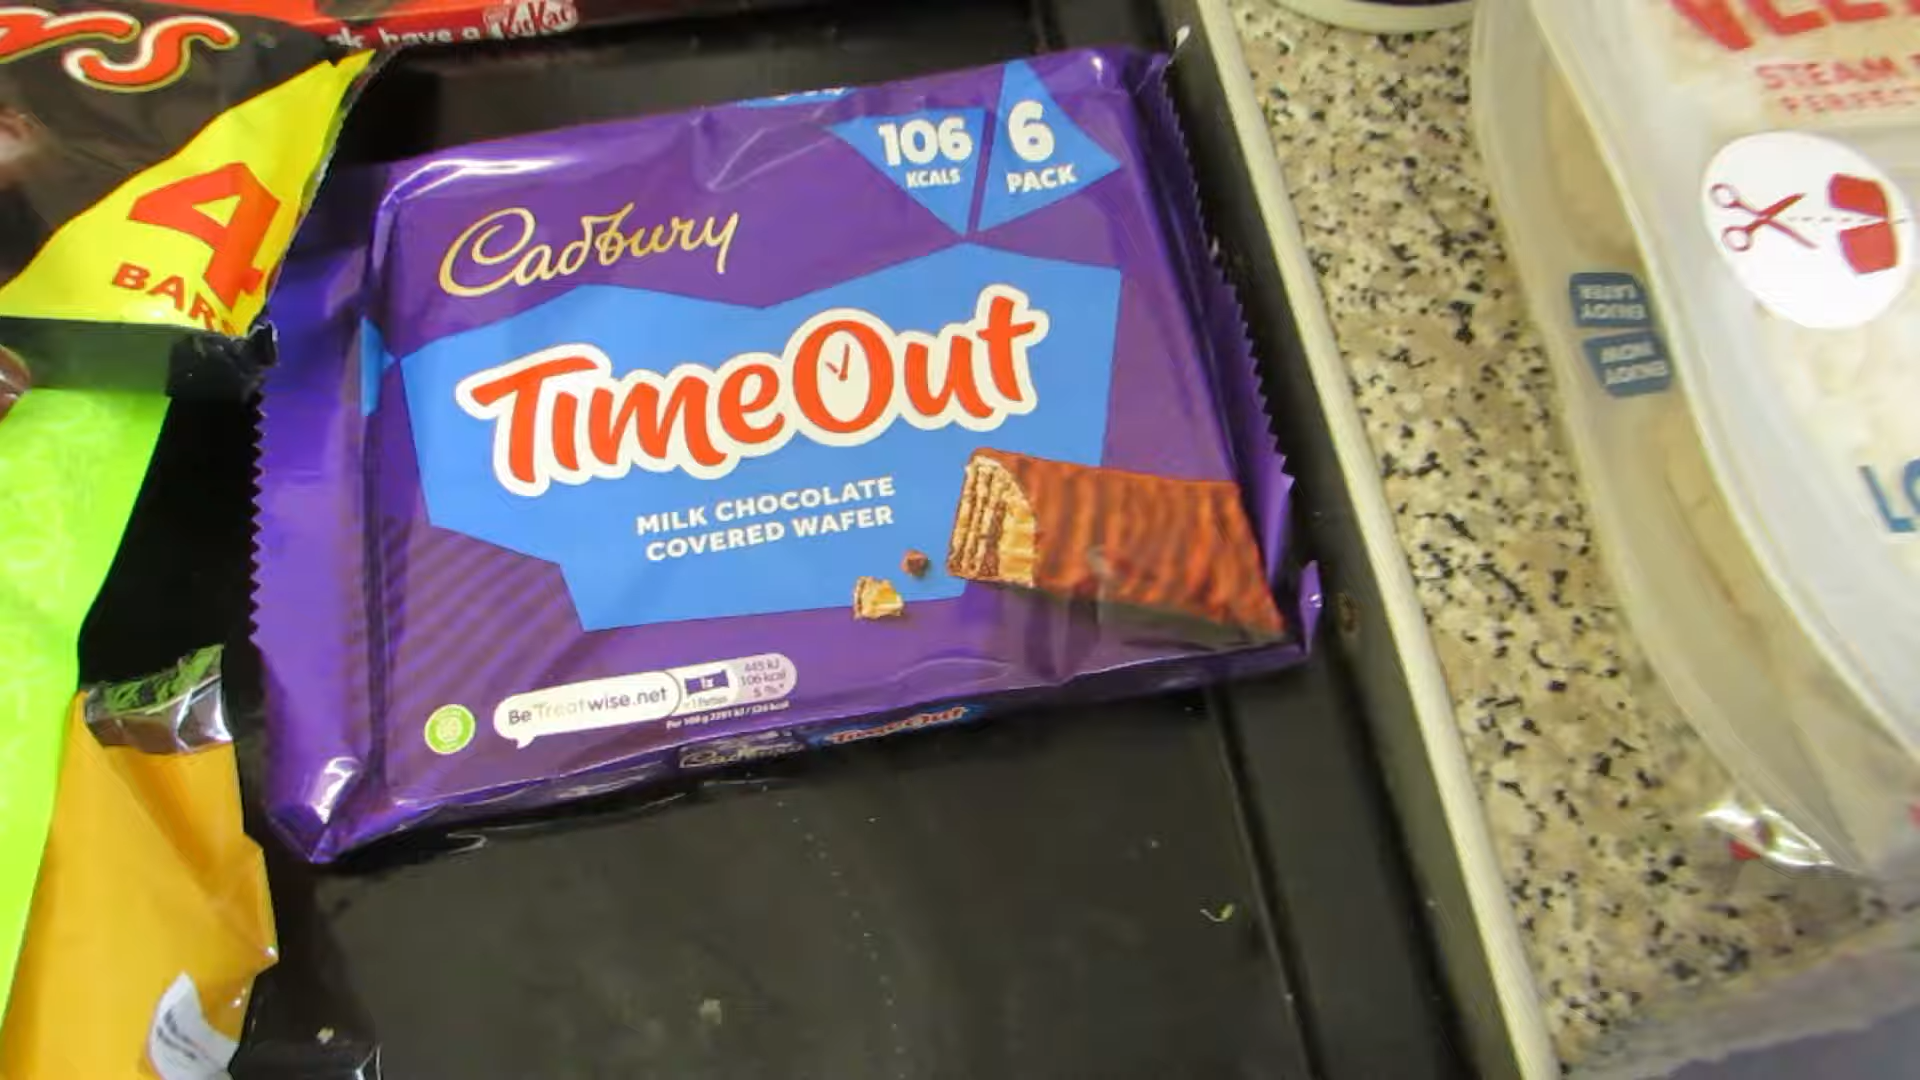 have a KitKat
4
BARS
106
KCALS
6
PACK
Cadbury
TimeOut
MILK CHOCOLATE
COVERED WAFER
Be Treatwise.net
445 kJ
106 kcal
5 %*
Cadbury TimeOut
STEAM
ENJOY
NOW
ENJOY
LATER